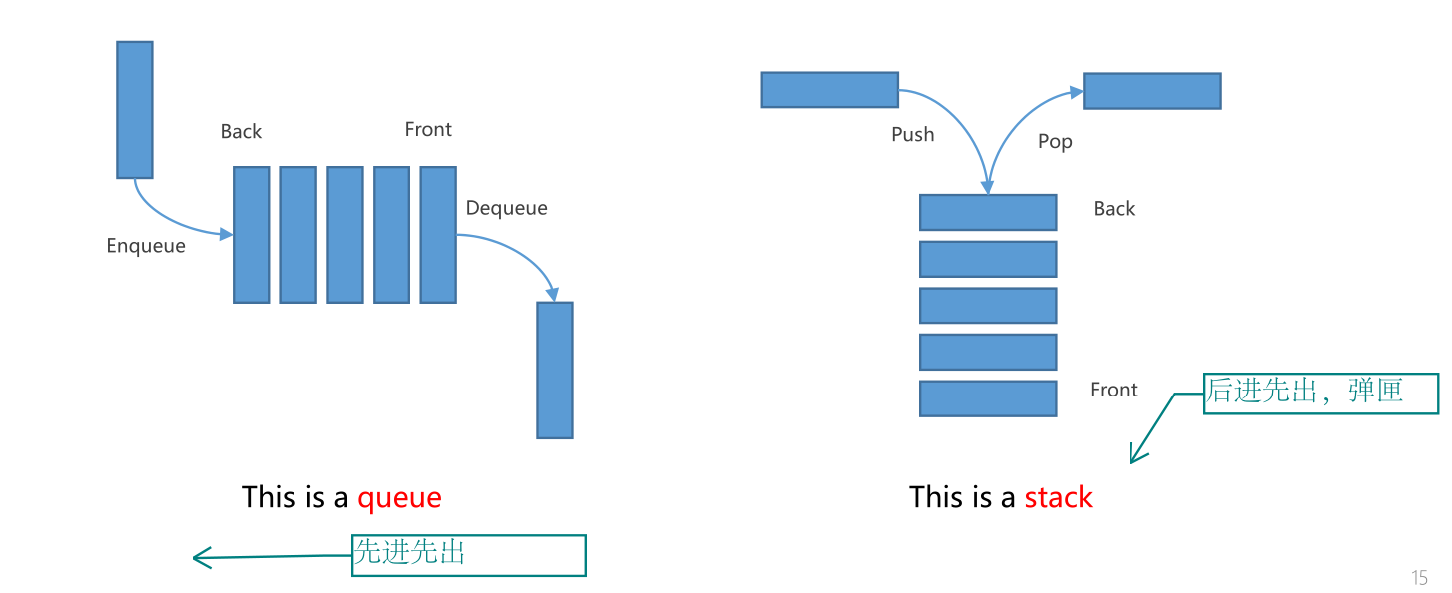 Back
Front
Enqueue
Dequeue
This is a queue
先进先出
Push
Pop
Back
Front
后进先出，弹匣
This is a stack
15